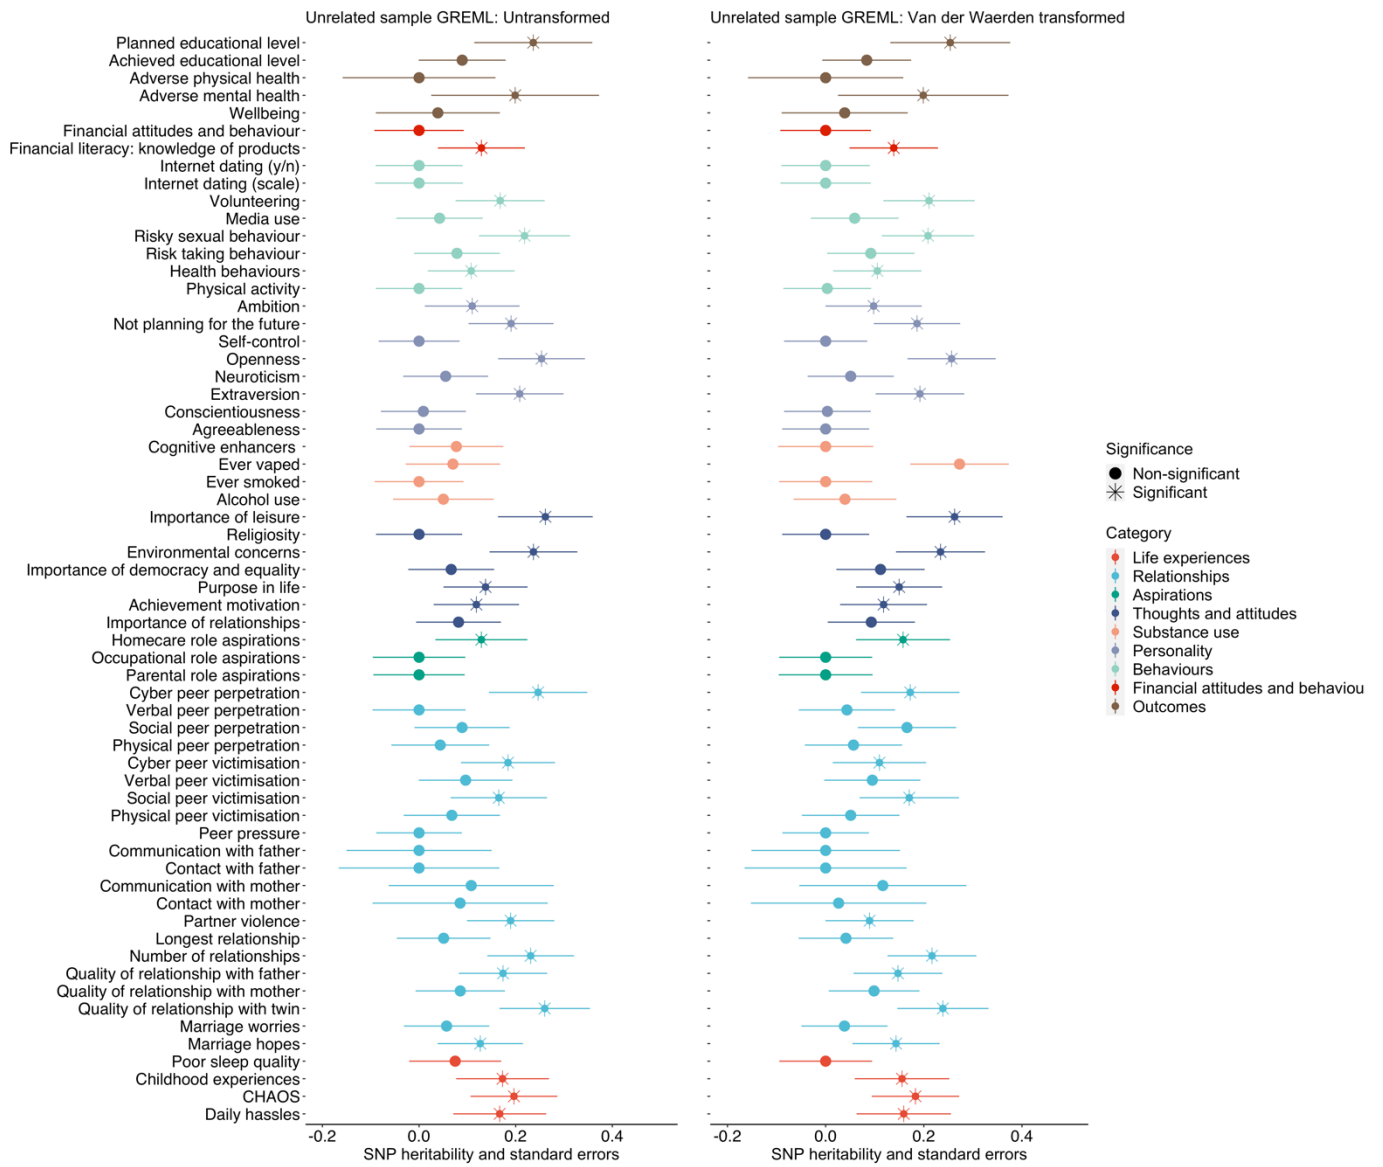 Unrelated sample GREML: Untransformed
Unrelated sample GREML: Van der Waerden transformed
Planned educational level
Achieved educational level
Adverse physical health
Adverse mental health
Wellbeing
Financial attitudes and behaviour
Financial literacy: knowledge of products
Internet dating (y/n)
Internet dating (scale)
Volunteering
Media use
Risky sexual behaviour
Risk taking behaviour
Health behaviours
Physical activity
Ambition
Not planning for the future
Self-control
Openness
Neuroticism
Extraversion
Conscientiousness
Agreeableness
Cognitive enhancers
Ever vaped
Ever smoked
Alcohol use
Importance of leisure
Religiosity
Environmental concerns
Importance of democracy and equality
Purpose in life
Achievement motivation
Importance of relationships
Homecare role aspirations
Occupational role aspirations
Parental role aspirations
Cyber peer perpetration
Verbal peer perpetration
Social peer perpetration
Physical peer perpetration
Cyber peer victimisation
Verbal peer victimisation
Social peer victimisation
Physical peer victimisation
Peer pressure
Communication with father
Contact with father
Communication with mother
Contact with mother
Partner violence
Longest relationship
Number of relationships
Quality of relationship with father
Quality of relationship with mother
Quality of relationship with twin
Marriage worries
Marriage hopes
Poor sleep quality
Childhood experiences
CHAOS
Daily hassles
-0.2 0.0 0.2 0.4
SNP heritability and standard errors
-0.2 0.0 0.2 0.4
SNP heritability and standard errors
Significance
Non-significant
Significant
Category
Life experiences
Relationships
Aspirations
Thoughts and attitudes
Substance use
Personality
Behaviours
Financial attitudes and behaviou
Outcomes